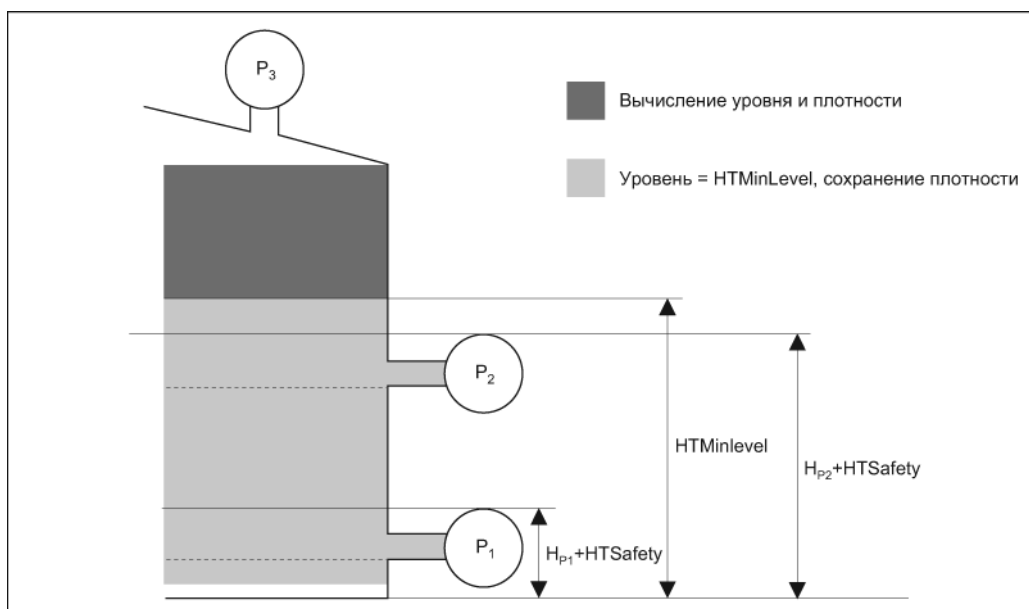 P3
Вычисление уровня и плотности
Уровень = HTMinLevel, сохранение плотности
P2
HTMinlevel
HP2+HTSafety
P1
HP1+HTSafety